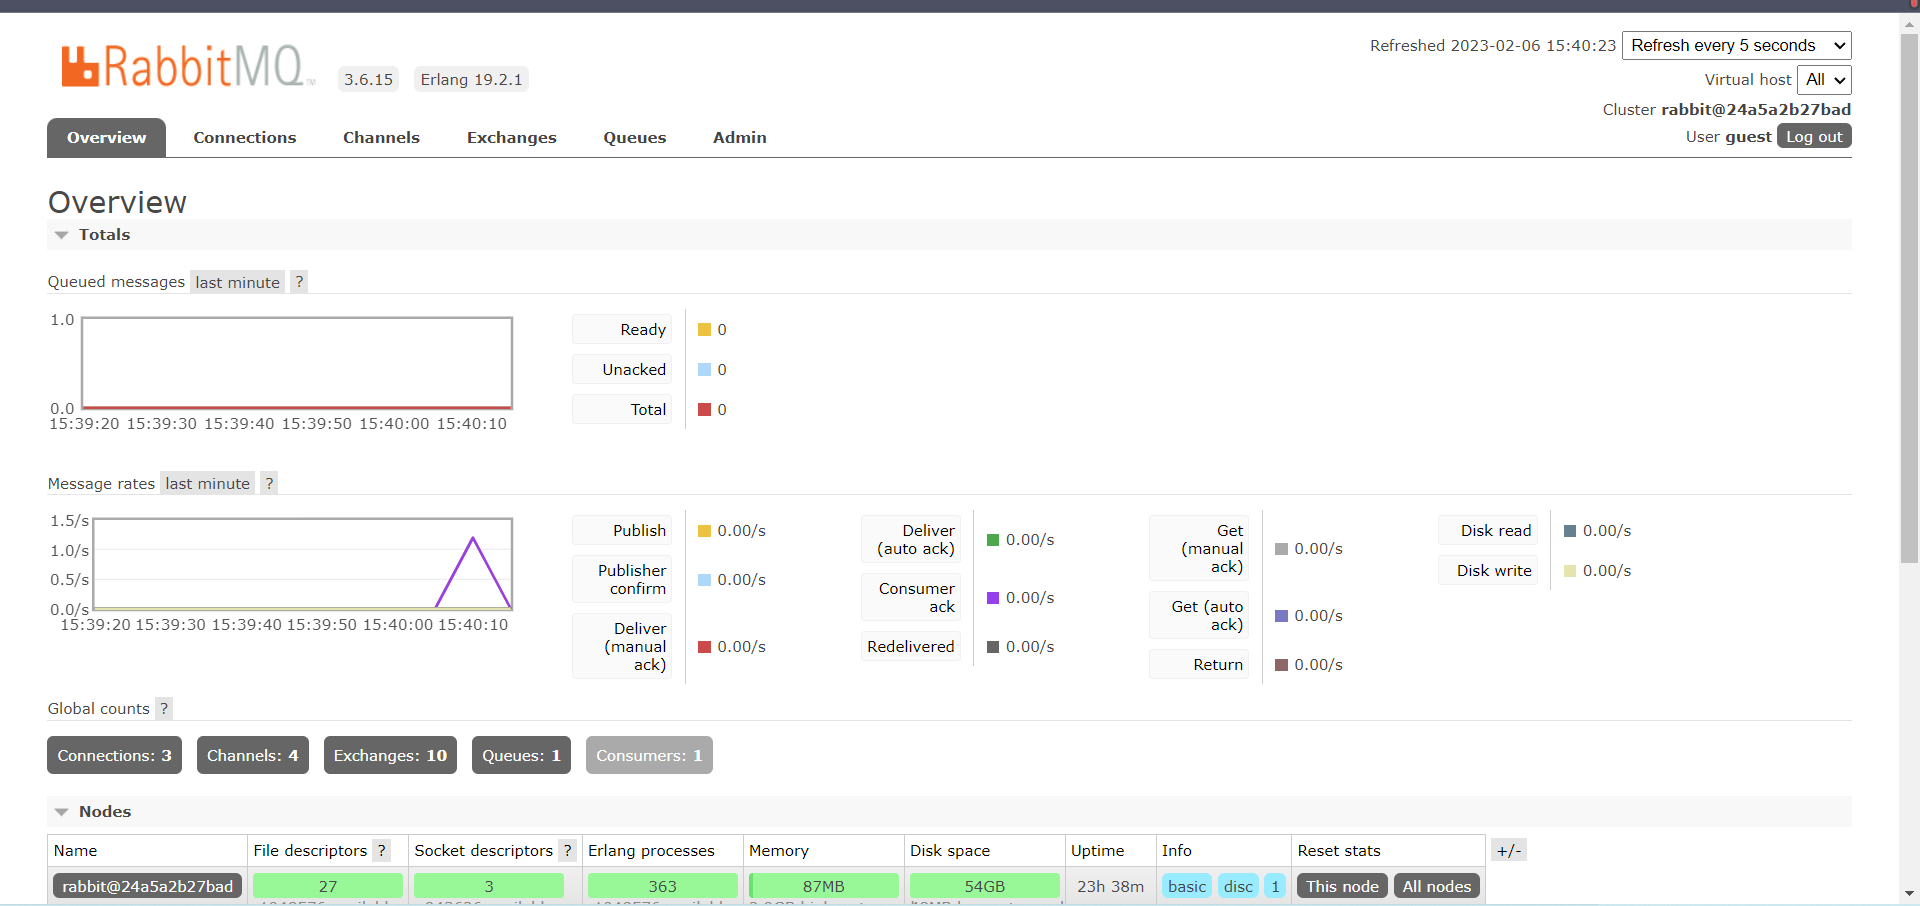 RabbitMQ™ 3.6.15 Erlang 19.2.1
Refreshed 2023-02-06 15:40:23 Refresh every 5 seconds
Virtual host All
Cluster rabbit@24a5a2b27bad
User guest Log out
Overview Connections Channels Exchanges Queues Admin
Overview
Totals
Queued messages last minute ?
1.0
0.0
15:39:20 15:39:30 15:39:40 15:39:50 15:40:00 15:40:10
Ready 0
Unacked 0
Total 0
Message rates last minute ?
1.5/s
1.0/s
0.5/s
0.0/s
15:39:20 15:39:30 15:39:40 15:39:50 15:40:00 15:40:10
Publish 0.00/s
Publisher
confirm 0.00/s
Deliver
(manual
ack) 0.00/s
Deliver
(auto ack) 0.00/s
Consumer
ack 0.00/s
Redelivered 0.00/s
Get
(manual
ack) 0.00/s
Get (auto
ack) 0.00/s
Return 0.00/s
Disk read 0.00/s
Disk write 0.00/s
Global counts ?
Connections: 3 Channels: 4 Exchanges: 10 Queues: 1 Consumers: 1
Nodes
Name File descriptors ? Socket descriptors ? Erlang processes Memory Disk space Uptime Info Reset stats +/-
rabbit@24a5a2b27bad 27 3 363 87MB 54GB 23h 38m basic disc 1 This node All nodes